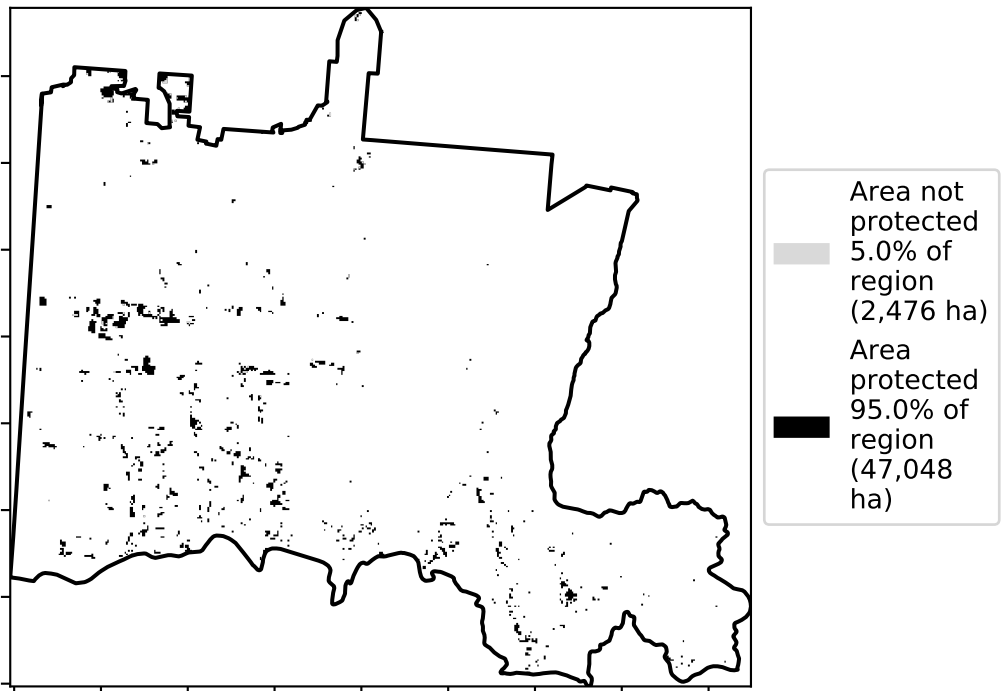 Area not
protected
5.0% of
region
(2,476 ha)
Area
protected
95.0% of
region
(47,048
ha)